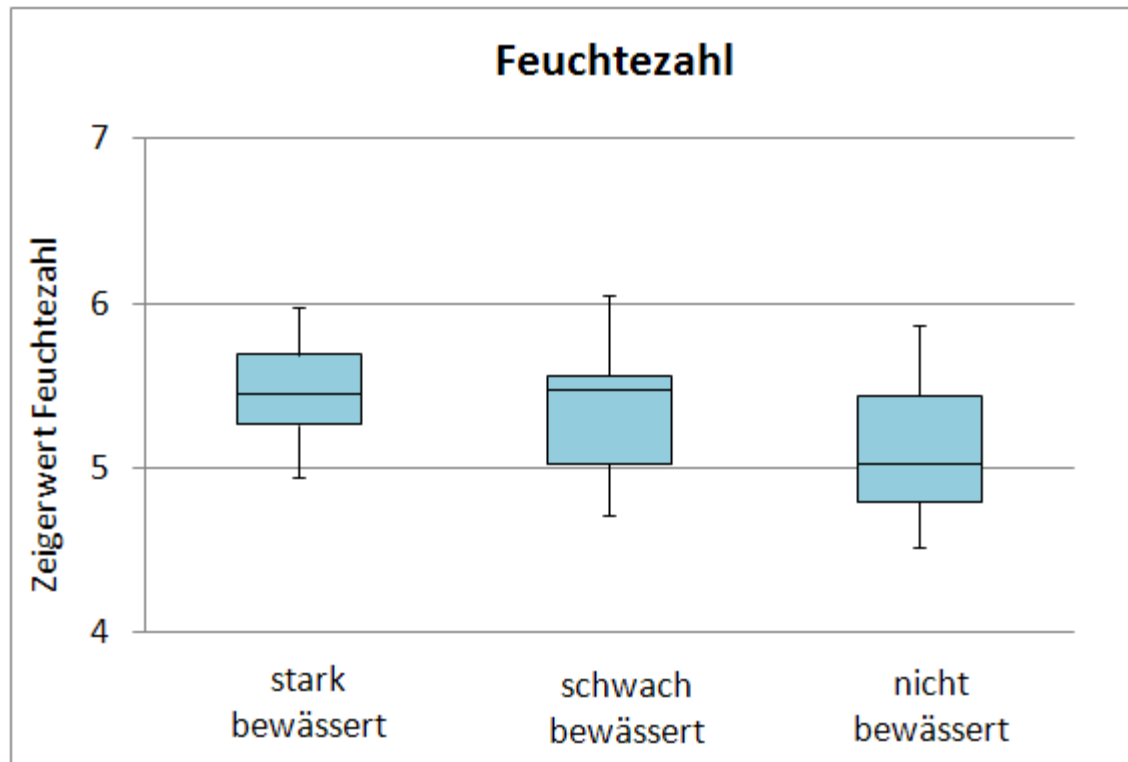 Feuchtezahl
Zeigerwert Feuchtezahl
7
6
5
4
stark
bewässert
schwach
bewässert
nicht
bewässert